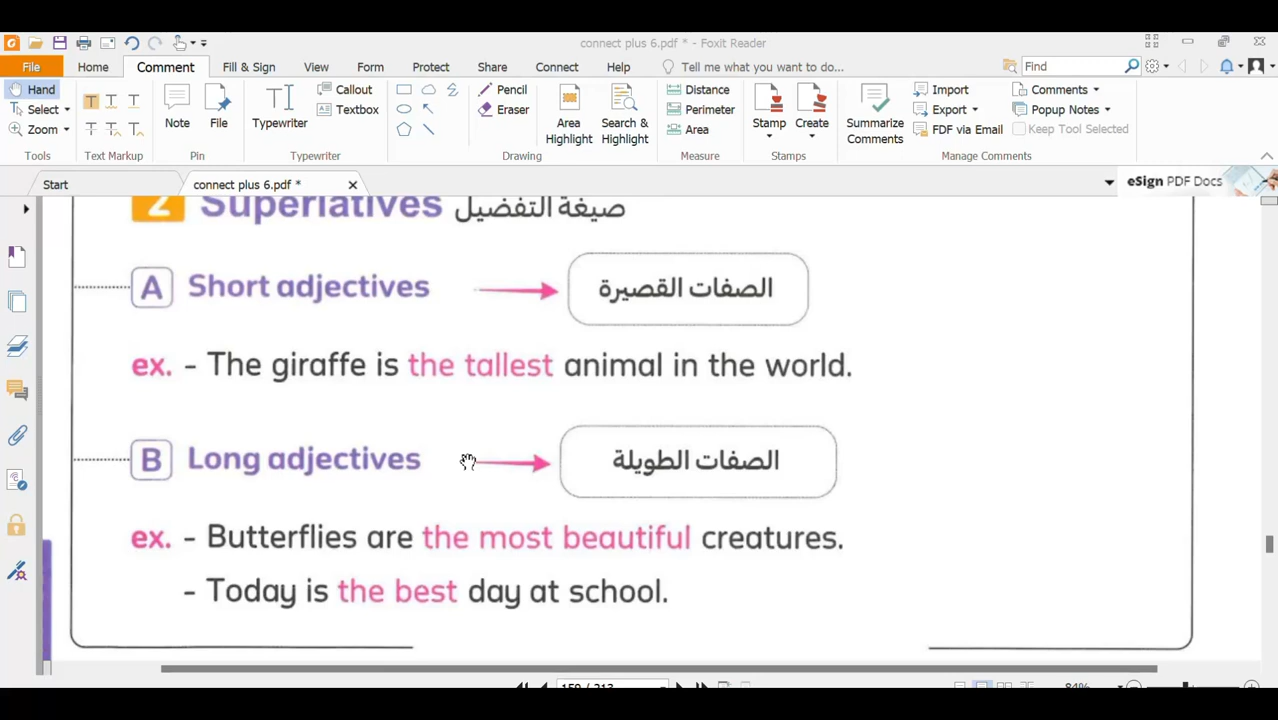 connect plus 6.pdf * - Foxit Reader
File Home Comment Fill & Sign View Form Protect Share Connect Help Tell me what you want to do... Find
Hand Callout Pencil Distance Import Comments
Select Note File Typewriter Textbox Eraser Area Highlight Search & Highlight Perimeter Stamp Create Summarize Comments Export Popup Notes
Zoom Area FDF via Email Keep Tool Selected
Tools Text Markup Pin Typewriter Drawing Measure Stamps Manage Comments
Start connect plus 6.pdf * eSign PDF Docs
2 Superlatives صيغة التفضيل
A Short adjectives الصفات القصيرة
ex. - The giraffe is the tallest animal in the world.
B Long adjectives الصفات الطويلة
ex. - Butterflies are the most beautiful creatures.
- Today is the best day at school.
159 / 213 84%